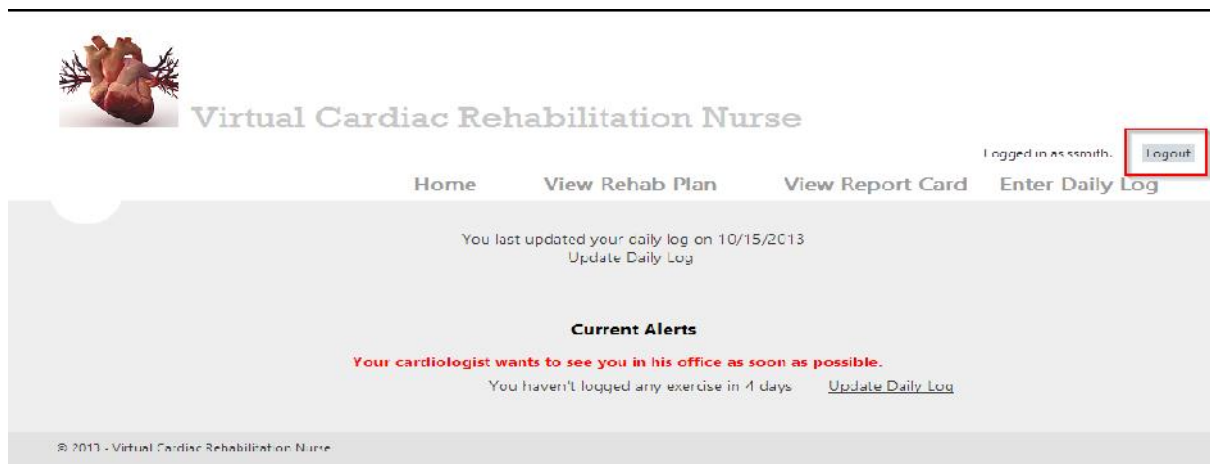 Virtual Cardiac Rehabilitation Nurse
Logged in as ssmith. Logout
Home View Rehab Plan View Report Card Enter Daily Log
You last updated your daily log on 10/15/2013
Update Daily Log
Current Alerts
Your cardiologist wants to see you in his office as soon as possible.
You haven't logged any exercise in 4 days Update Daily Log
© 2013 - Virtual Cardiac Rehabilitation Nurse